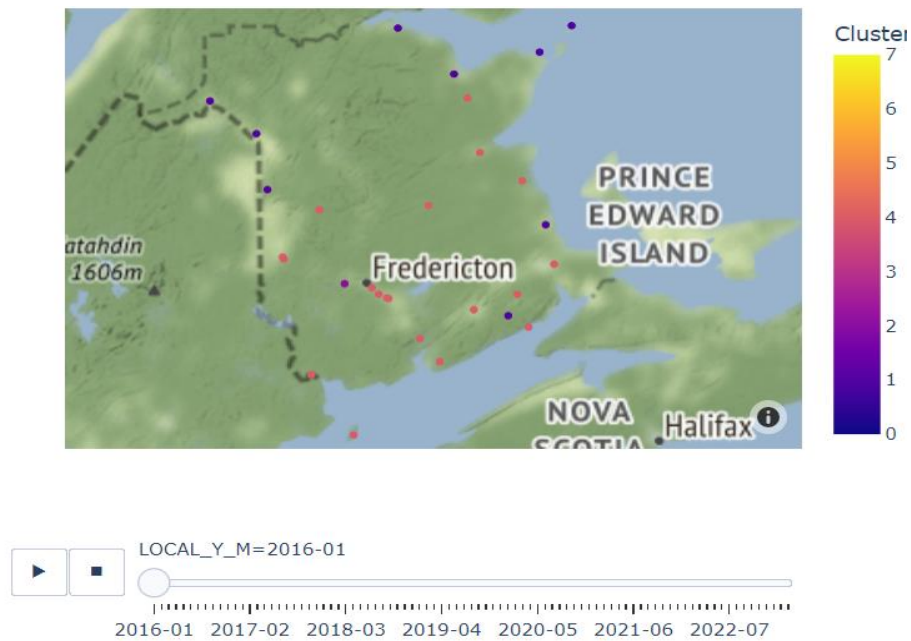 Cluster
7
6
5
4
3
2
1
0
PRINCE
EDWARD
ISLAND
atahdin
1606m
Fredericton
NOVA
SCOTIA
Halifax
i
LOCAL_Y_M=2016-01
2016-01 2017-02 2018-03 2019-04 2020-05 2021-06 2022-07